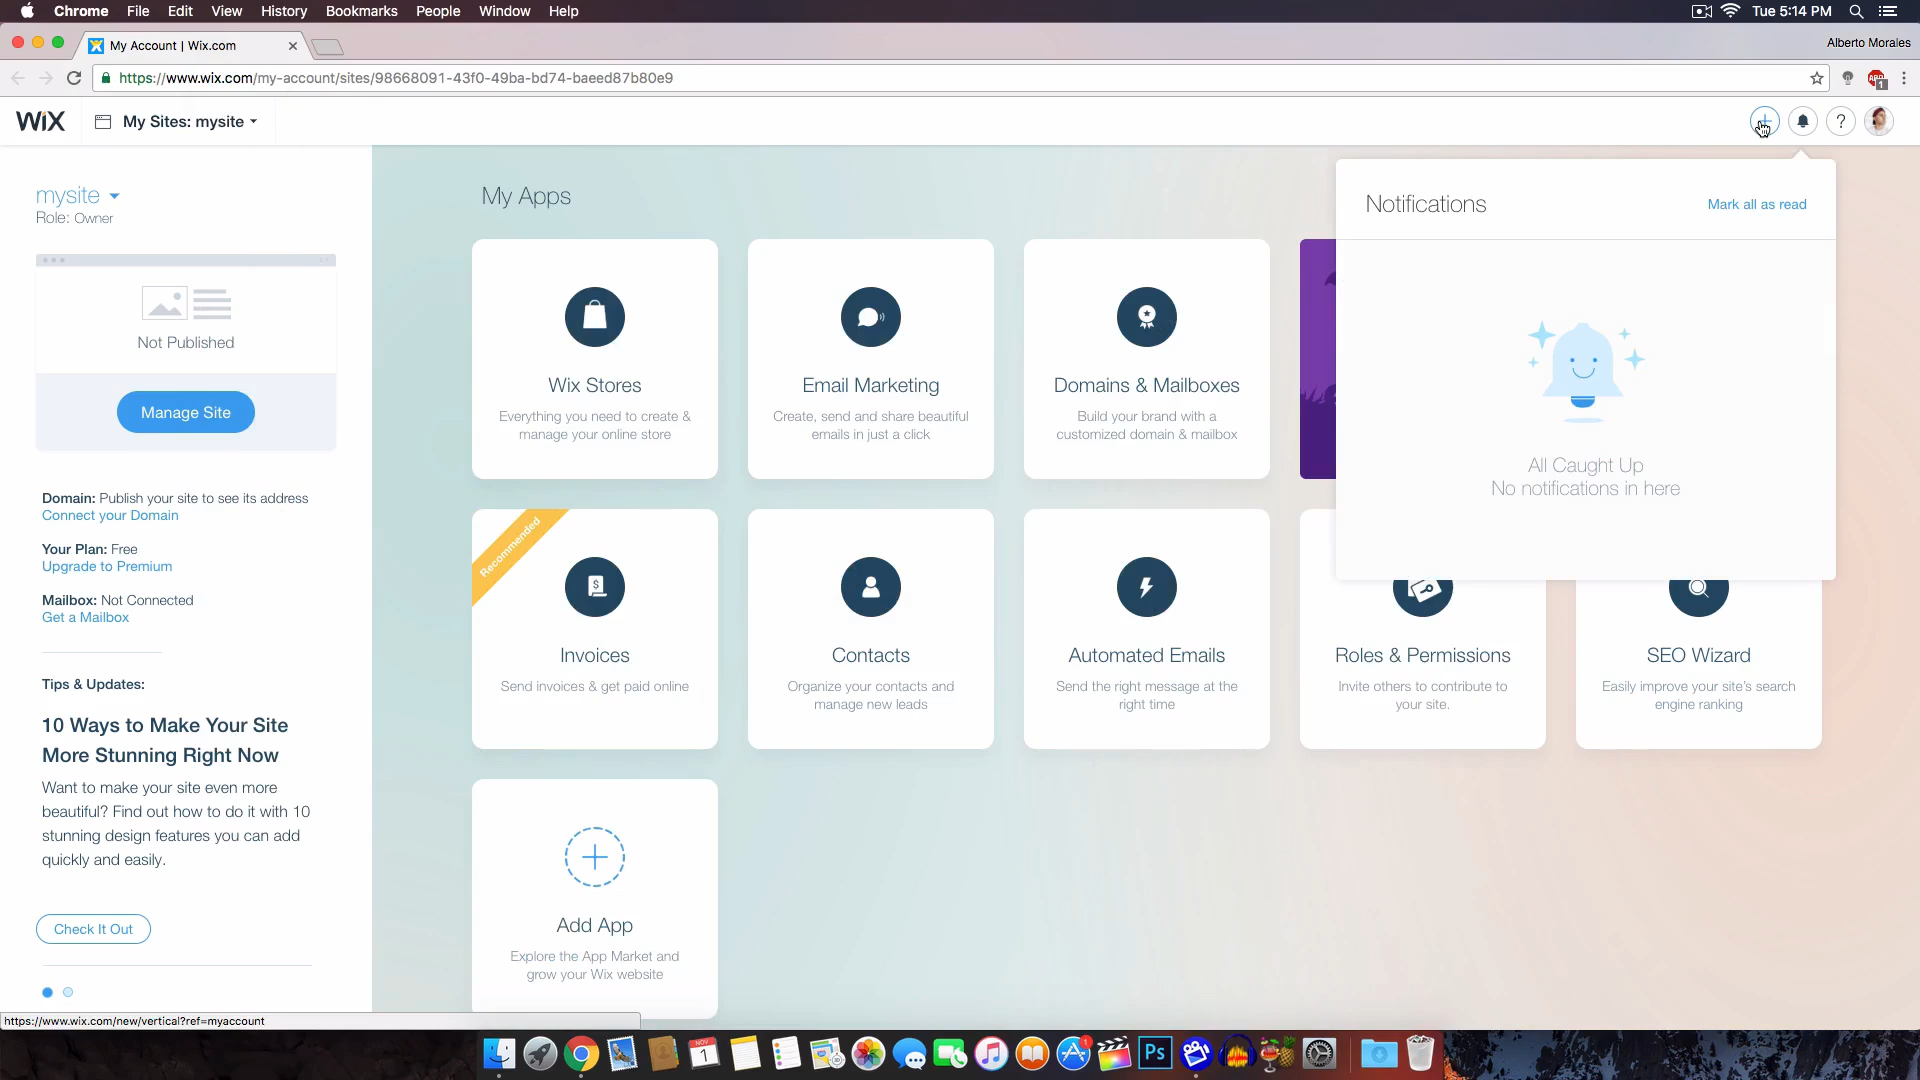 Chrome File Edit View History Bookmarks People Window Help
Tue 5:14 PM
My Account | Wix.com
Alberto Morales
https://www.wix.com/my-account/sites/98668091-43f0-49ba-bd74-baeed87b80e9
WiX
My Sites: mysite
?
mysite
Role: Owner
Not Published
Manage Site
Domain: Publish your site to see its address
Connect your Domain
Your Plan: Free
Upgrade to Premium
Mailbox: Not Connected
Get a Mailbox
Tips & Updates:
10 Ways to Make Your Site
More Stunning Right Now
Want to make your site even more
beautiful? Find out how to do it with 10
stunning design features you can add
quickly and easily.
Check It Out
My Apps
Wix Stores
Everything you need to create &
manage your online store
Email Marketing
Create, send and share beautiful
emails in just a click
Domains & Mailboxes
Build your brand with a
customized domain & mailbox
Notifications
Mark all as read
All Caught Up
No notifications in here
Recommended
Invoices
Send invoices & get paid online
Contacts
Organize your contacts and
manage new leads
Automated Emails
Send the right message at the
right time
Roles & Permissions
Invite others to contribute to
your site.
SEO Wizard
Easily improve your site's search
engine ranking
Add App
Explore the App Market and
grow your Wix website
https://www.wix.com/new/vertical?ref=myaccount
NOV
1
1
Ps